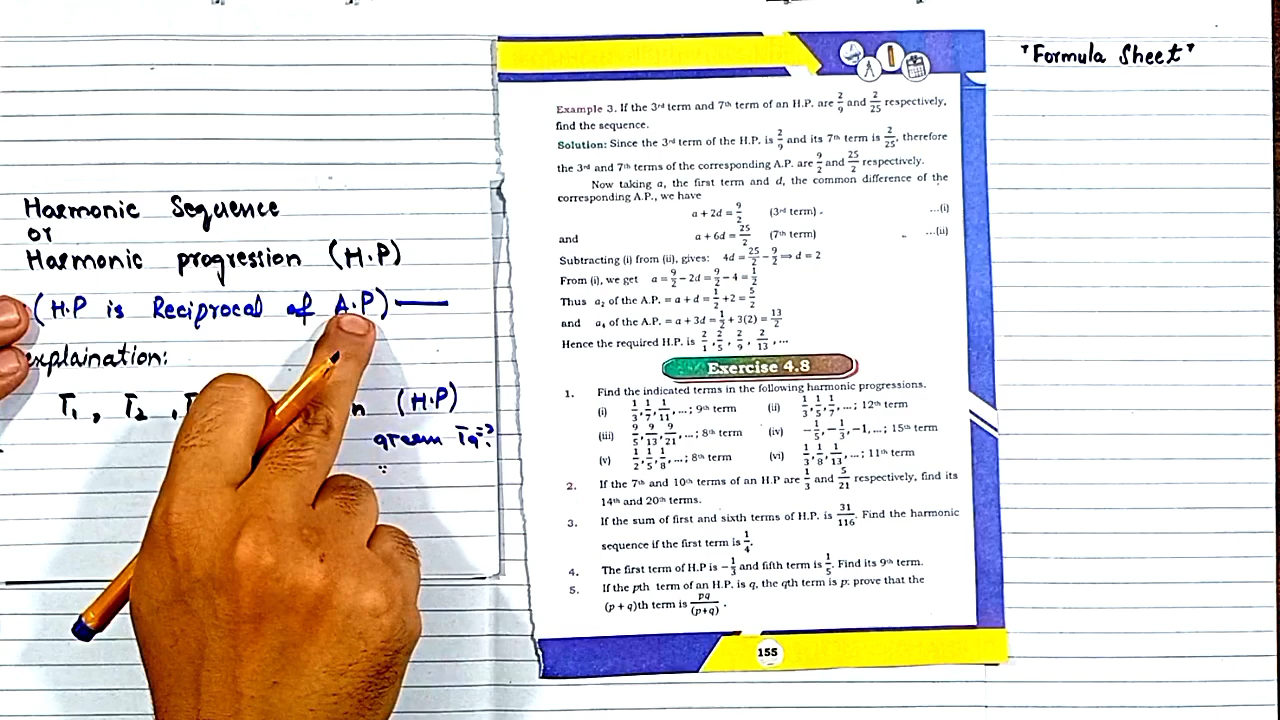 Harmonic Sequence
or
Harmonic progression (H.P)
(H.P is Reciprocal of A.P)
explaination:
T₁, T₂, (H.P)
"Formula Sheet"
Example 3. If the 3rd term and 7th term of an H.P. are 2/9 and 2/25 respectively,
find the sequence.
Solution: Since the 3rd term of the H.P. is 2/9 and its 7th term is 2/25, therefore
the 3rd and 7th terms of the corresponding A.P. are 9/2 and 25/2 respectively.
Now taking a, the first term and d, the common difference of the
corresponding A.P., we have
a + 2d = 9/2 (3rd term) ...(i)
and a + 6d = 25/2 (7th term) ...(ii)
Subtracting (i) from (ii), gives: 4d = 25/2 − 9/2 ⟹ d = 2
From (i), we get a = 9/2 − 2d = 9/2 − 4 = 1/2
Thus a₂ of the A.P. = a + d = 1/2 + 2 = 5/2
and a₄ of the A.P. = a + 3d = 1/2 + 3(2) = 13/2
Hence the required H.P. is 2/1, 2/5, 2/9, 2/13, ...
Exercise 4.8
1. Find the indicated terms in the following harmonic progressions.
(i) 1/3, 1/7, 1/11, ...; 9th term (ii) 1/3, 1/5, 1/7, ...; 12th term
(iii) 9/5, 9/13, 9/21, ...; 8th term (iv) −1/5, −1/3, −1, ...; 15th term
(v) 1/2, 1/5, 1/8, ...; 8th term (vi) 1/3, 1/8, 1/13, ...; 11th term
2. If the 7th and 10th terms of an H.P are 1/3 and 5/21 respectively, find its
14th and 20th terms.
3. If the sum of first and sixth terms of H.P. is 31/116. Find the harmonic
sequence if the first term is 1/4.
4. The first term of H.P is −1/3 and fifth term is 1/5. Find its 9th term.
5. If the pth term of an H.P. is q, the qth term is p: prove that the
(p + q)th term is pq/(p+q).
155